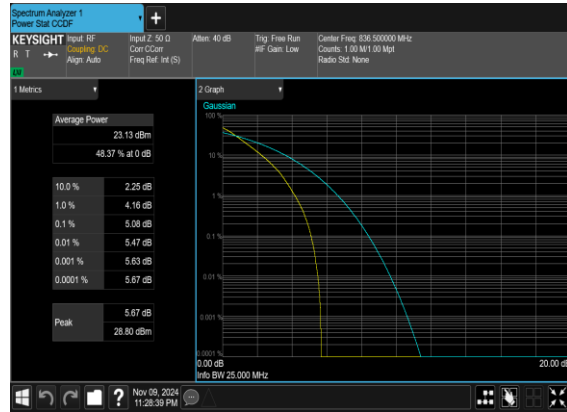 Spectrum Analyzer 1
Power Stat CCDF
+
KEYSIGHT
R T
LXI
Input: RF
Coupling: DC
Align: Auto
Input Z: 50 Ω
Corr CCorr
Freq Ref: Int (S)
Atten: 40 dB
Trig: Free Run
#IF Gain: Low
Center Freq: 836.500000 MHz
Counts: 1.00 M/1.00 Mpt
Radio Std: None
1 Metrics
Average Power
23.13 dBm
48.37 % at 0 dB
10.0 % 2.25 dB
1.0 % 4.16 dB
0.1 % 5.08 dB
0.01 % 5.47 dB
0.001 % 5.63 dB
0.0001 % 5.67 dB
Peak
5.67 dB
28.80 dBm
2 Graph
Gaussian
100 %
10 %
1 %
0.1 %
0.01 %
0.001 %
0.0001 %
0.00 dB 20.00 dB
Info BW 25.000 MHz
?
Nov 09, 2024
11:28:39 PM